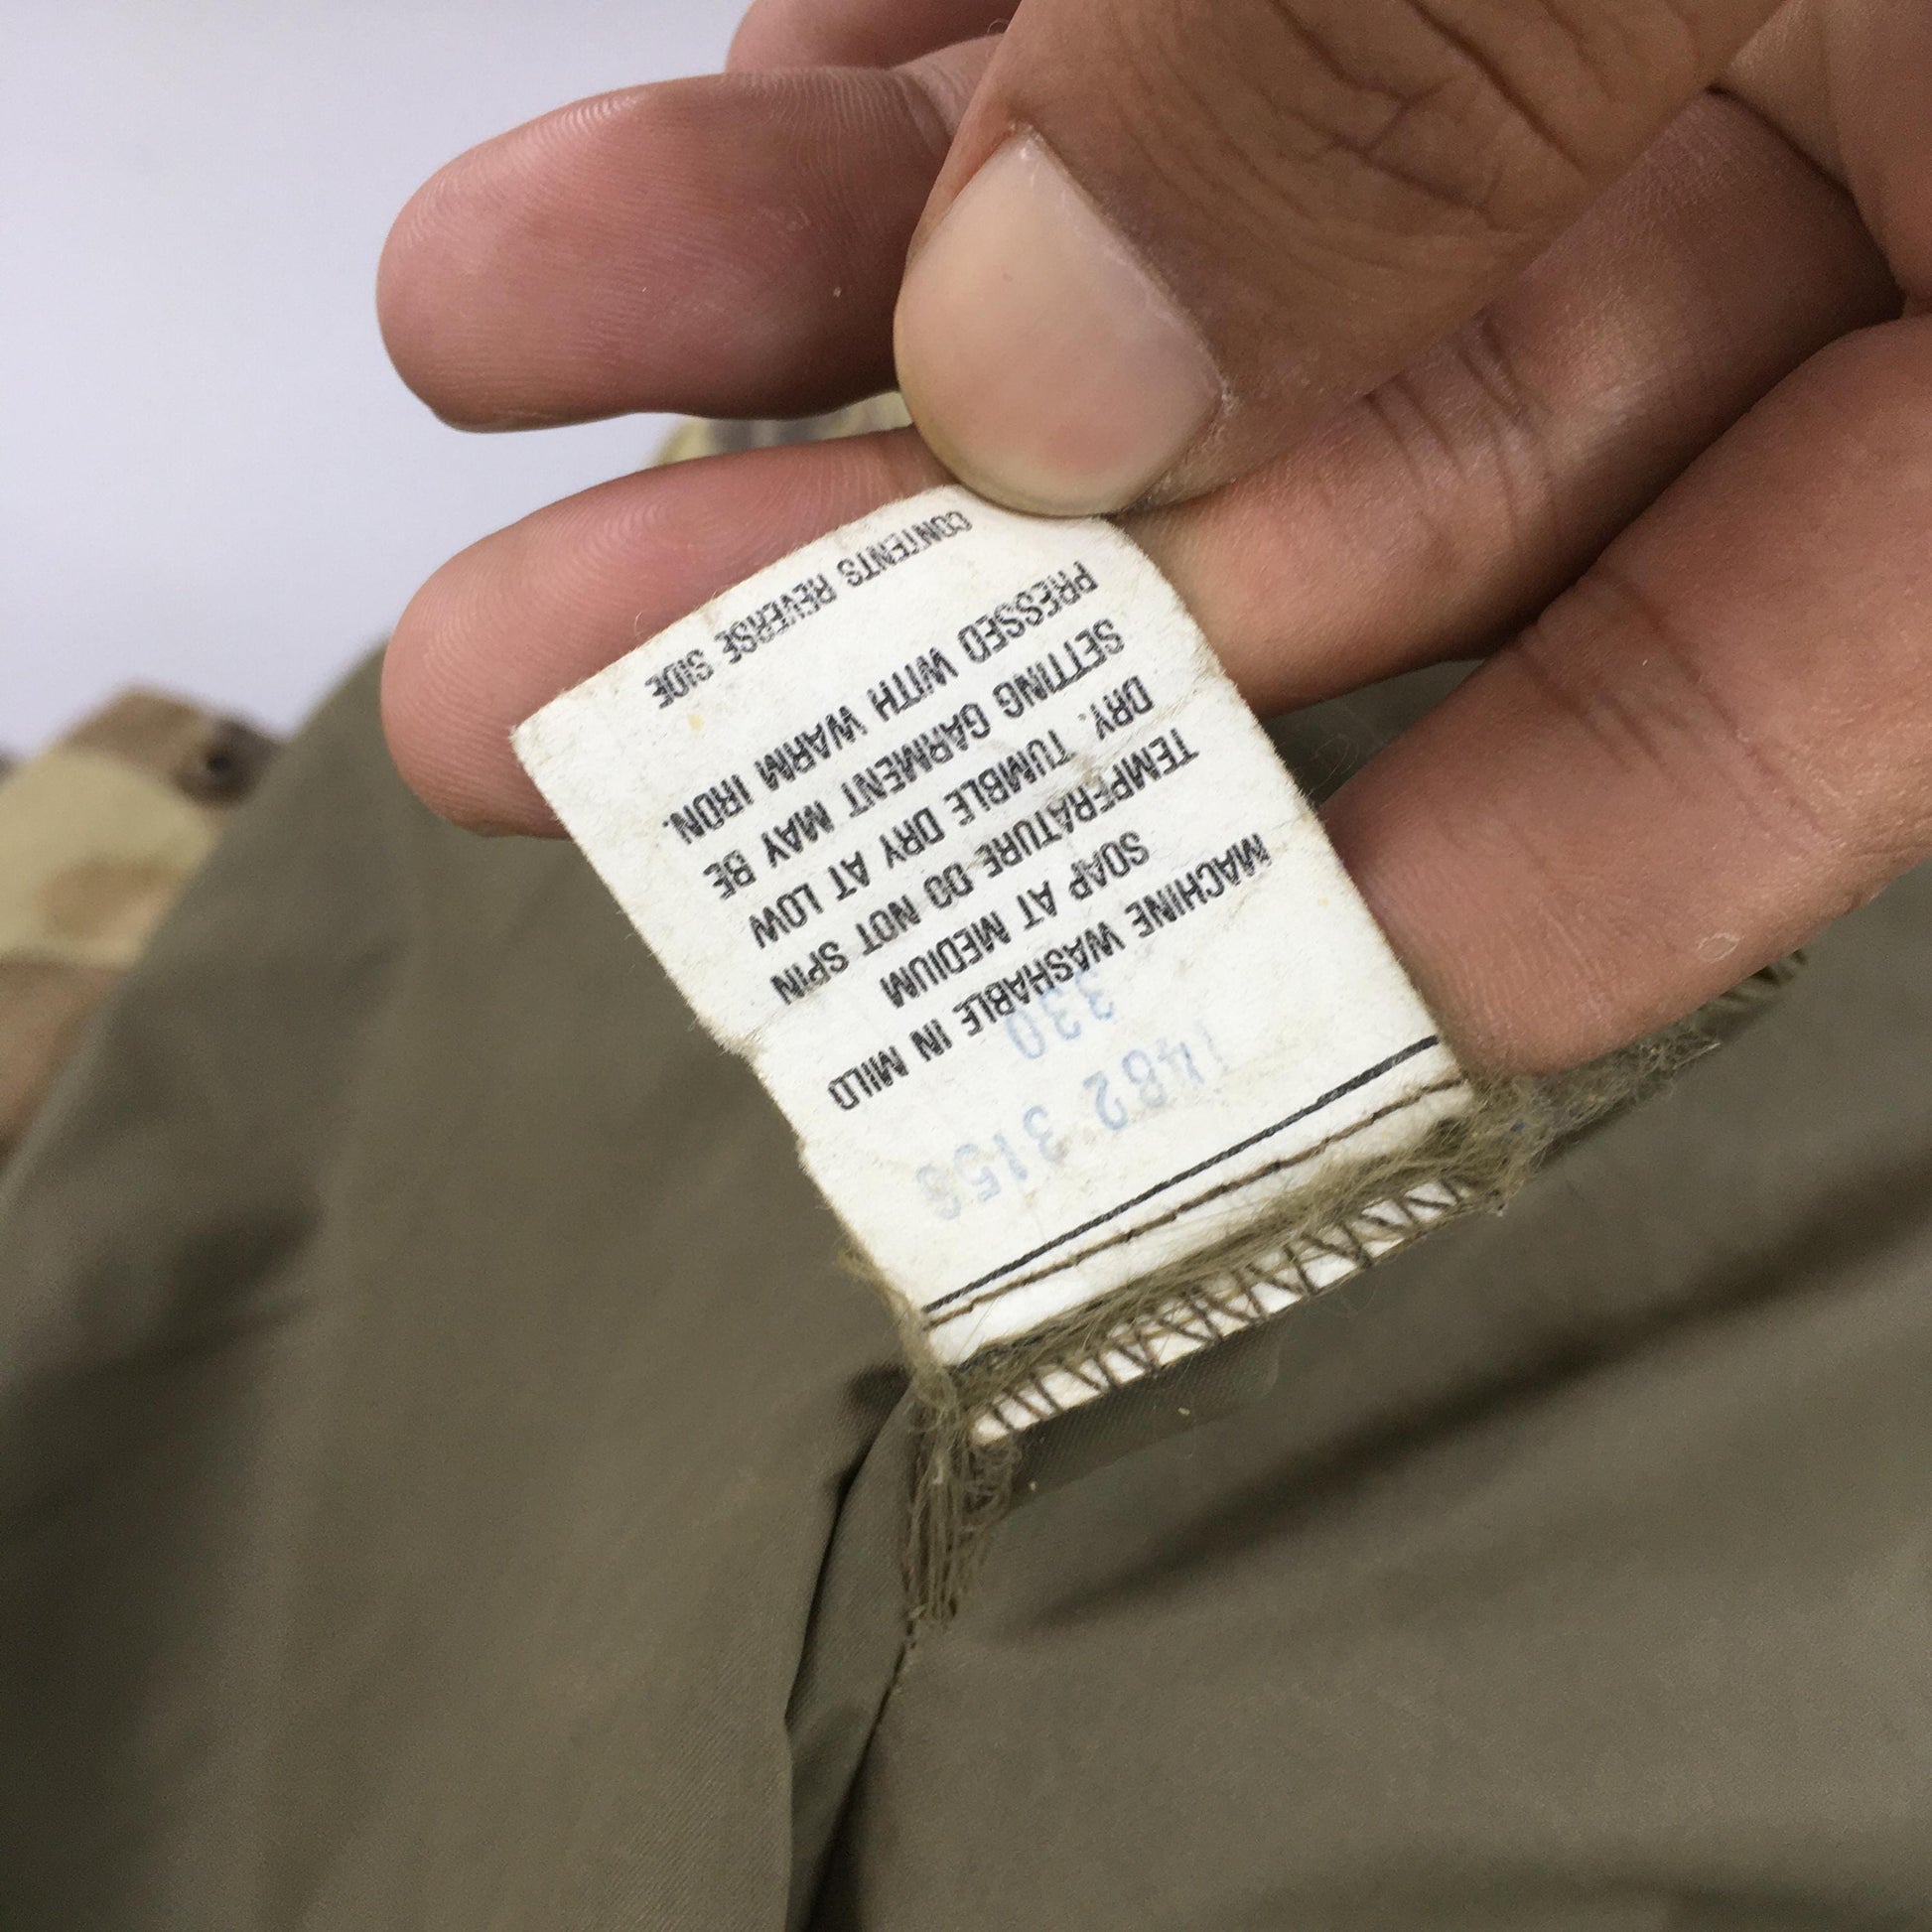 1482 3156
330
MACHINE WASHABLE IN MILD
SOAP AT MEDIUM
TEMPERATURE DO NOT SPIN
DRY. TUMBLE DRY AT LOW
SETTING GARMENT MAY BE
PRESSED WITH WARM IRON.
CONTENTS REVERSE SIDE